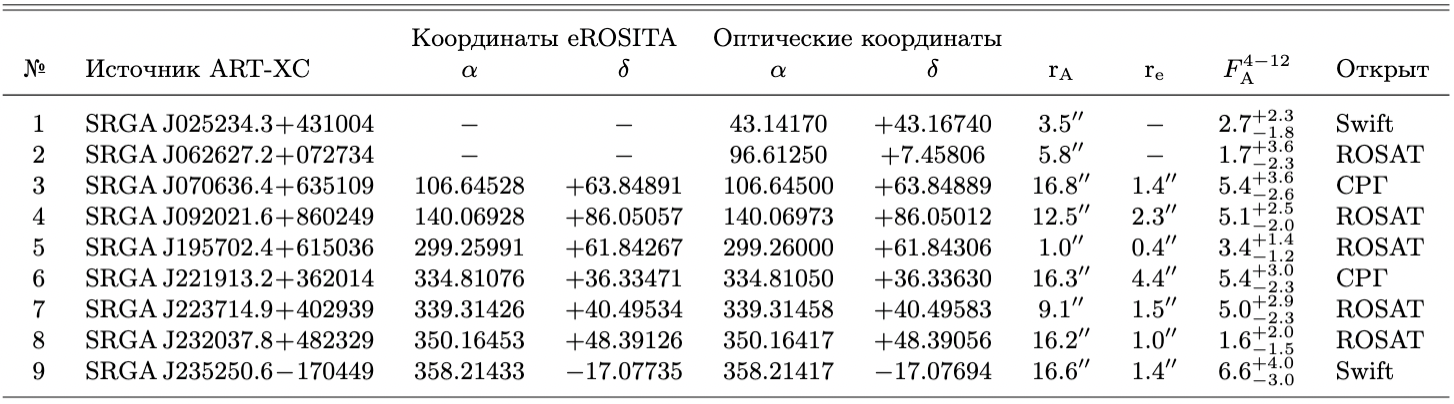 Координаты eROSITA Оптические координаты
№ Источник ART-XC α δ α δ r_A r_e F_A^{4−12} Открыт
1 SRGA J025234.3+431004 − − 43.14170 +43.16740 3.5′′ − 2.7^{+2.3}_{−1.8} Swift
2 SRGA J062627.2+072734 − − 96.61250 +7.45806 5.8′′ − 1.7^{+3.6}_{−2.3} ROSAT
3 SRGA J070636.4+635109 106.64528 +63.84891 106.64500 +63.84889 16.8′′ 1.4′′ 5.4^{+3.6}_{−2.6} СРГ
4 SRGA J092021.6+860249 140.06928 +86.05057 140.06973 +86.05012 12.5′′ 2.3′′ 5.1^{+2.5}_{−2.0} ROSAT
5 SRGA J195702.4+615036 299.25991 +61.84267 299.26000 +61.84306 1.0′′ 0.4′′ 3.4^{+1.4}_{−1.2} ROSAT
6 SRGA J221913.2+362014 334.81076 +36.33471 334.81050 +36.33630 16.3′′ 4.4′′ 5.4^{+3.0}_{−2.3} СРГ
7 SRGA J223714.9+402939 339.31426 +40.49534 339.31458 +40.49583 9.1′′ 1.5′′ 5.0^{+2.9}_{−2.3} ROSAT
8 SRGA J232037.8+482329 350.16453 +48.39126 350.16417 +48.39056 16.2′′ 1.0′′ 1.6^{+2.0}_{−1.5} ROSAT
9 SRGA J235250.6−170449 358.21433 −17.07735 358.21417 −17.07694 16.6′′ 1.4′′ 6.6^{+4.0}_{−3.0} Swift